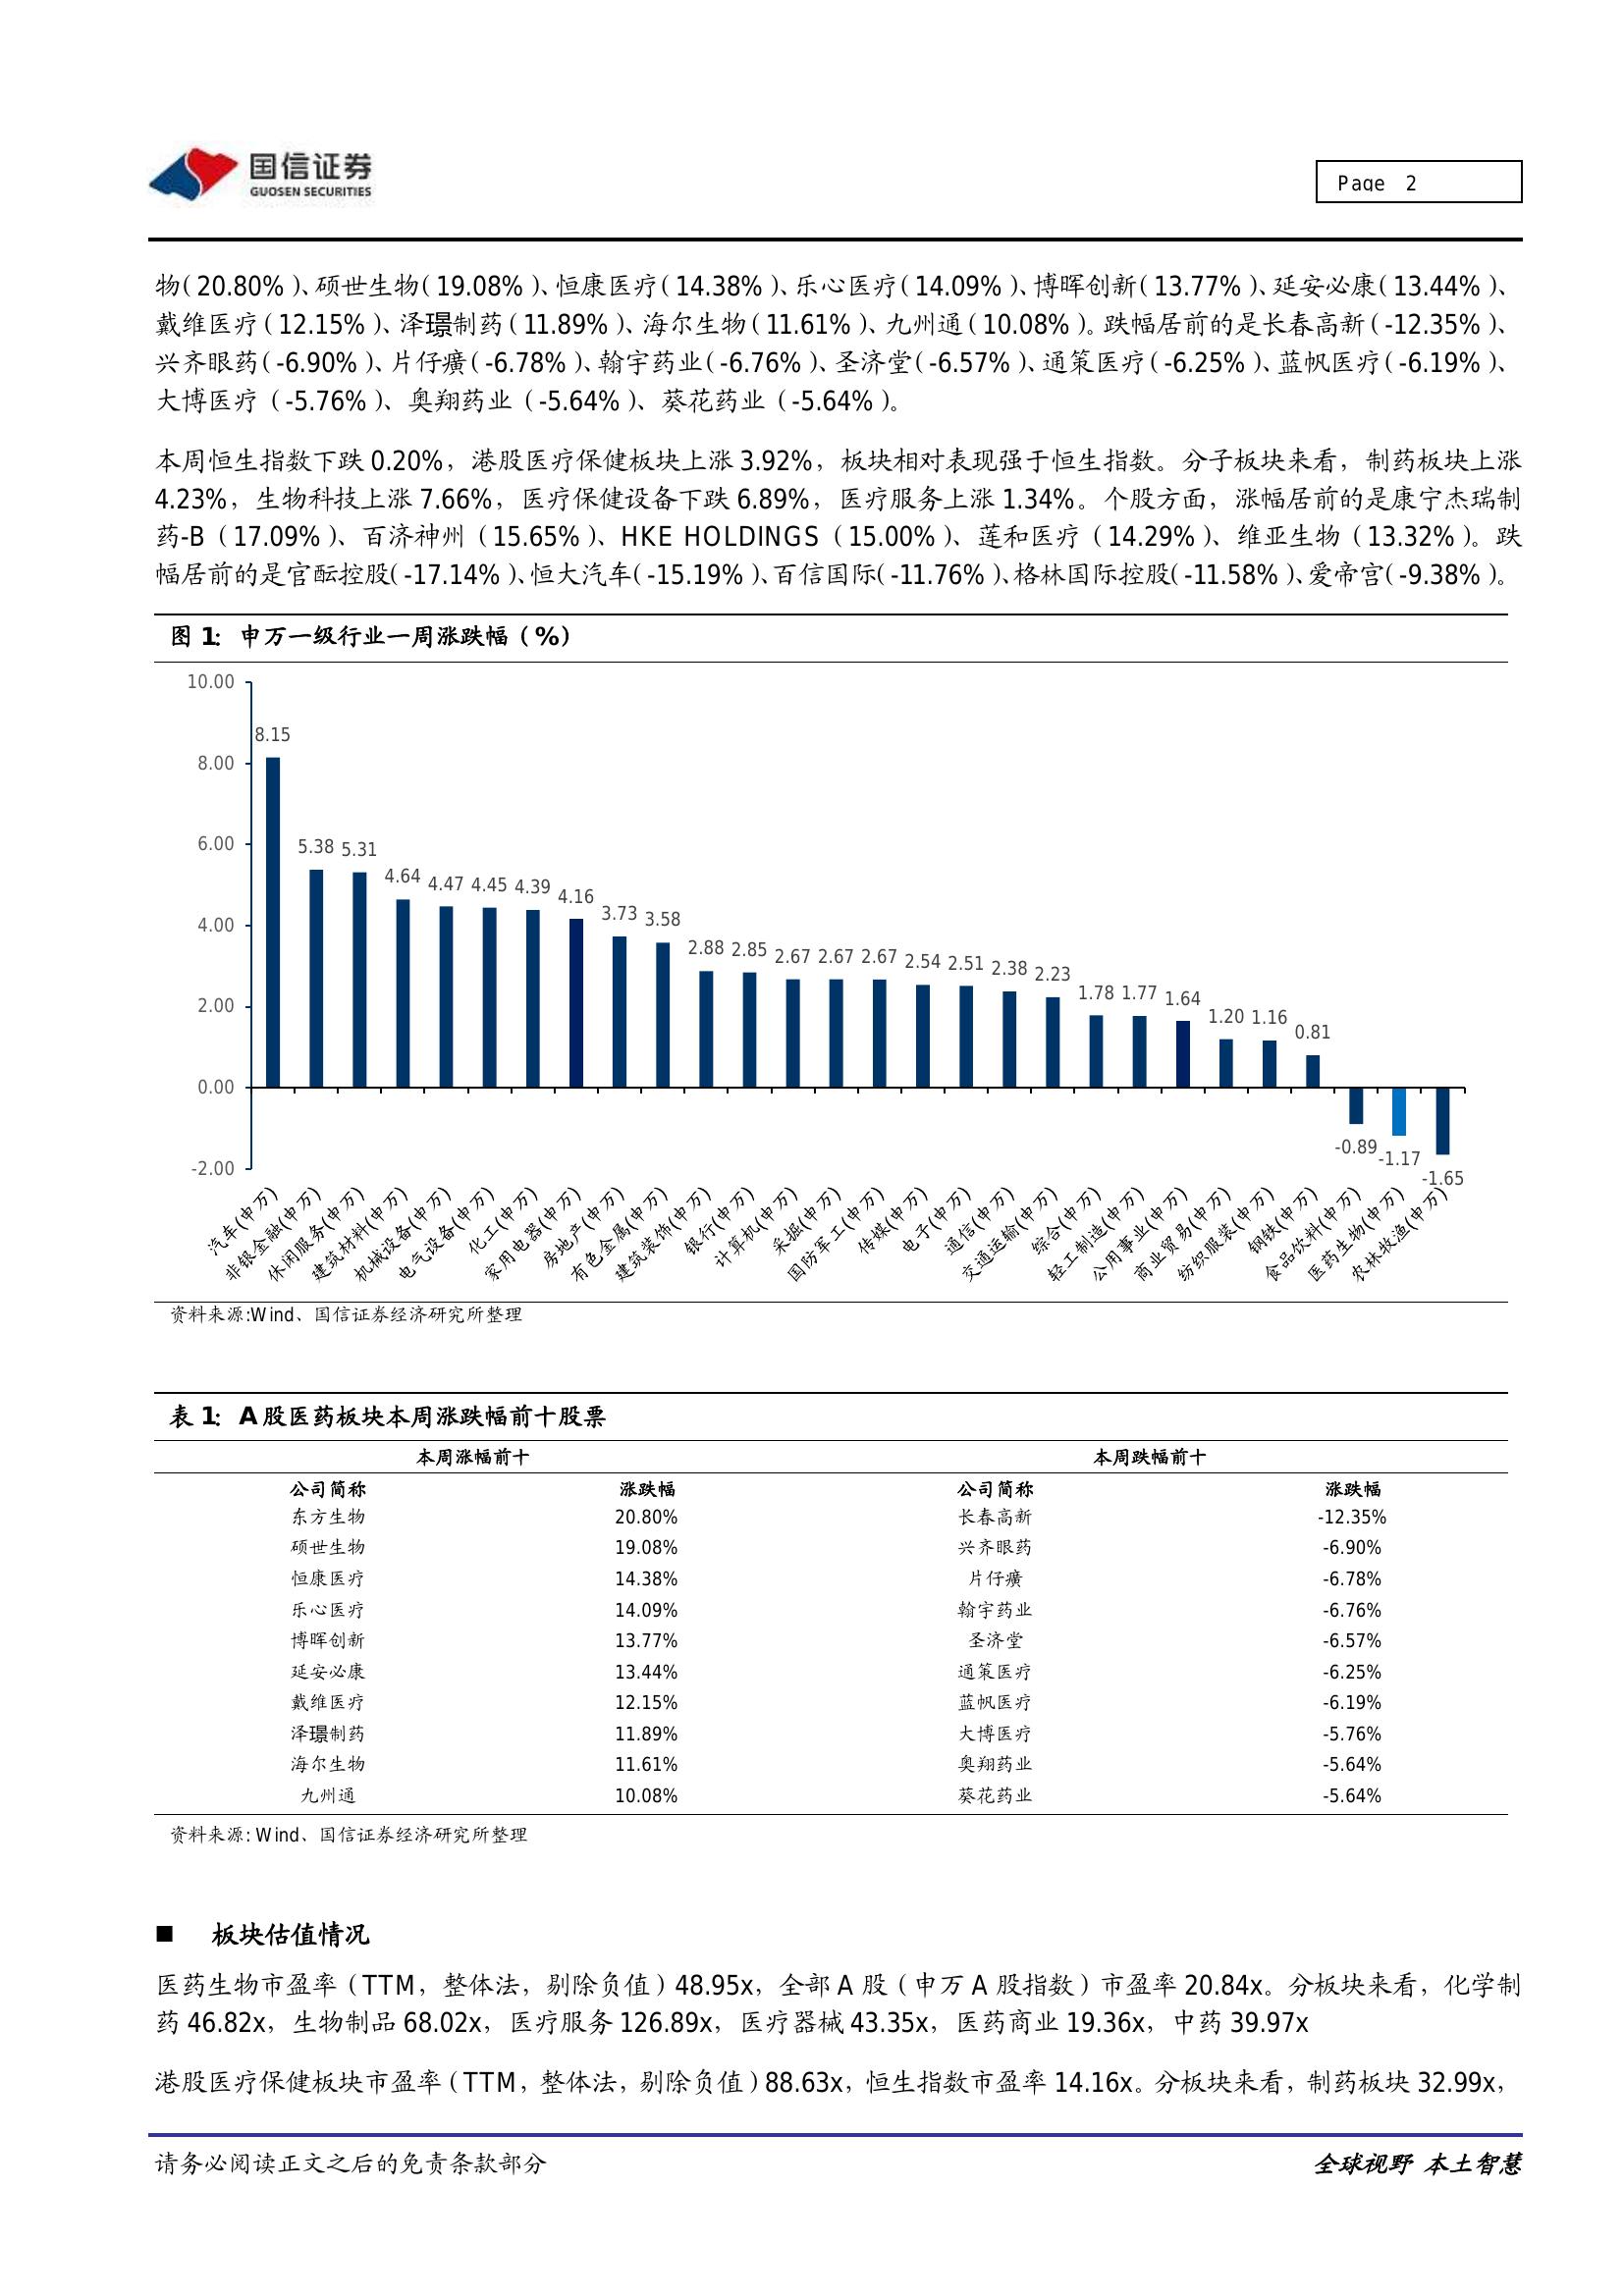 国信证券
GUOSEN SECURITIES
Page 2
物(20.80%)、硕世生物(19.08%)、恒康医疗(14.38%)、乐心医疗(14.09%)、博晖创新(13.77%)、延安必康(13.44%)、
戴维医疗(12.15%)、泽璟制药(11.89%)、海尔生物(11.61%)、九州通(10.08%)。跌幅居前的是长春高新(-12.35%)、
兴齐眼药(-6.90%)、片仔癀(-6.78%)、翰宇药业(-6.76%)、圣济堂(-6.57%)、通策医疗(-6.25%)、蓝帆医疗(-6.19%)、
大博医疗(-5.76%)、奥翔药业(-5.64%)、葵花药业(-5.64%)。
本周恒生指数下跌 0.20%，港股医疗保健板块上涨 3.92%，板块相对表现强于恒生指数。分子板块来看，制药板块上涨
4.23%，生物科技上涨 7.66%，医疗保健设备下跌 6.89%，医疗服务上涨 1.34%。个股方面，涨幅居前的是康宁杰瑞制
药-B（17.09%）、百济神州（15.65%）、HKE HOLDINGS（15.00%）、莲和医疗（14.29%）、维亚生物（13.32%）。跌
幅居前的是官酝控股(-17.14%)、恒大汽车(-15.19%)、百信国际(-11.76%)、格林国际控股(-11.58%)、爱帝宫(-9.38%)。
图 1：申万一级行业一周涨跌幅（%）
10.00
8.00
6.00
4.00
2.00
0.00
-2.00
8.15 5.38 5.31 4.64 4.47 4.45 4.39 4.16 3.73 3.58 2.88 2.85 2.67 2.67 2.67 2.54 2.51 2.38 2.23 1.78 1.77 1.64 1.20 1.16 0.81 -0.89 -1.17 -1.65
汽车(申万)
非银金融(申万)
休闲服务(申万)
建筑材料(申万)
机械设备(申万)
电气设备(申万)
化工(申万)
家用电器(申万)
房地产(申万)
有色金属(申万)
建筑装饰(申万)
银行(申万)
计算机(申万)
采掘(申万)
国防军工(申万)
传媒(申万)
电子(申万)
通信(申万)
交通运输(申万)
综合(申万)
轻工制造(申万)
公用事业(申万)
商业贸易(申万)
纺织服装(申万)
钢铁(申万)
食品饮料(申万)
医药生物(申万)
农林牧渔(申万)
资料来源:Wind、国信证券经济研究所整理
表 1：A 股医药板块本周涨跌幅前十股票
本周涨幅前十 本周跌幅前十
公司简称 涨跌幅 公司简称 涨跌幅
东方生物 20.80% 长春高新 -12.35%
硕世生物 19.08% 兴齐眼药 -6.90%
恒康医疗 14.38% 片仔癀 -6.78%
乐心医疗 14.09% 翰宇药业 -6.76%
博晖创新 13.77% 圣济堂 -6.57%
延安必康 13.44% 通策医疗 -6.25%
戴维医疗 12.15% 蓝帆医疗 -6.19%
泽璟制药 11.89% 大博医疗 -5.76%
海尔生物 11.61% 奥翔药业 -5.64%
九州通 10.08% 葵花药业 -5.64%
资料来源: Wind、国信证券经济研究所整理
■ 板块估值情况
医药生物市盈率（TTM，整体法，剔除负值）48.95x，全部 A 股（申万 A 股指数）市盈率 20.84x。分板块来看，化学制
药 46.82x，生物制品 68.02x，医疗服务 126.89x，医疗器械 43.35x，医药商业 19.36x，中药 39.97x
港股医疗保健板块市盈率（TTM，整体法，剔除负值）88.63x，恒生指数市盈率 14.16x。分板块来看，制药板块 32.99x，
请务必阅读正文之后的免责条款部分 全球视野 本土智慧